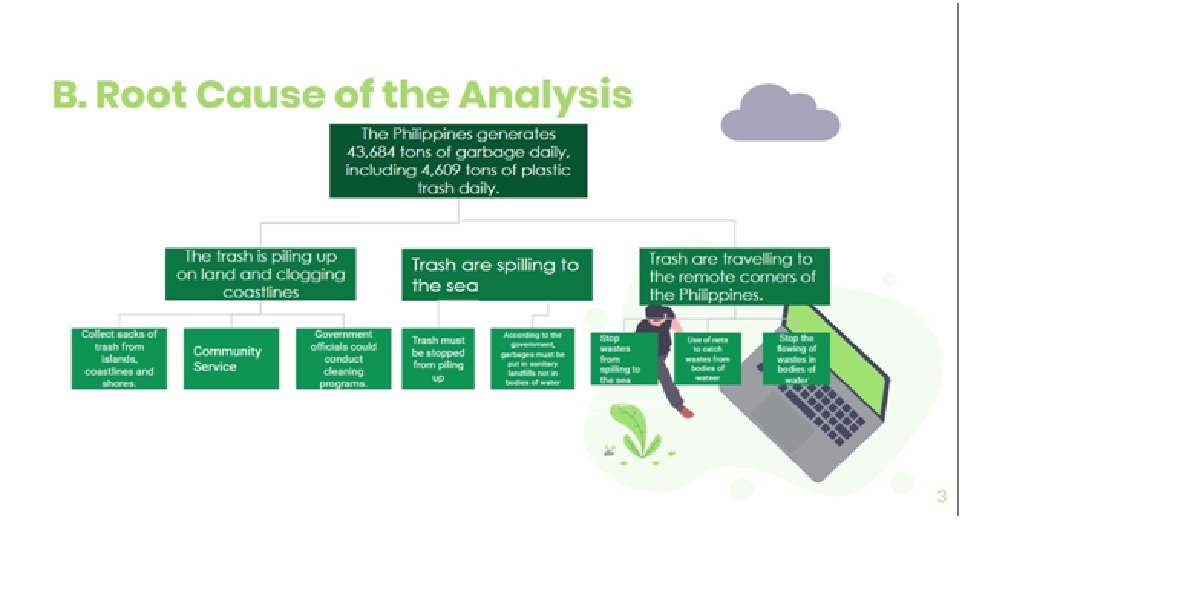 B. Root Cause of the Analysis
The Philippines generates
43,684 tons of garbage daily,
including 4,609 tons of plastic
trash daily.
The trash is piling up
on land and clogging
coastlines
Trash are spilling to
the sea
Trash are travelling to
the remote corners of
the Philippines.
Collect sacks of
trash from
islands,
coastlines and
shores.
Community
Service
Government
officials could
conduct
cleaning
programs.
Trash must
be stopped
from piling
up
According to the
government,
garbages must be
put in sanitary
landfills not in
bodies of water
Stop
wastes
from
spilling to
the sea
Use of nets
to catch
wastes from
bodies of
water
Stop the
flowing of
wastes in
bodies of
water
3